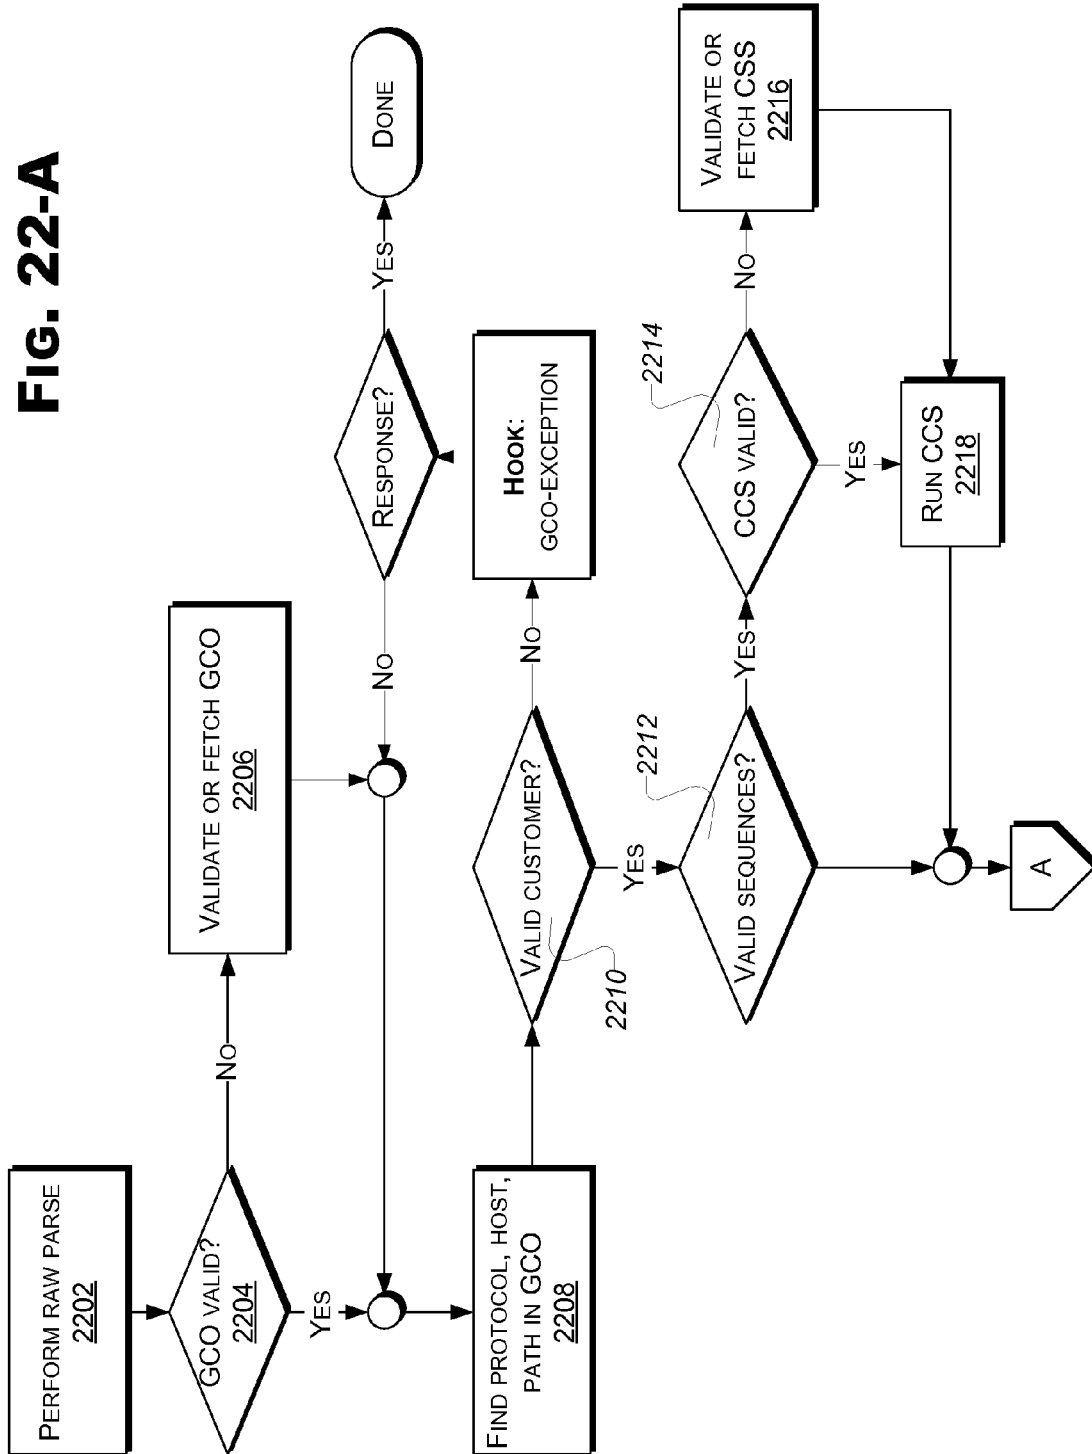 FIG. 22-A
PERFORM RAW PARSE
2202
GCO VALID?
2204
NO
VALIDATE OR FETCH GCO
2206
YES
RESPONSE?
YES
DONE
NO
FIND PROTOCOL, HOST,
PATH IN GCO
2208
VALID CUSTOMER?
2210
NO
HOOK:
GCO-EXCEPTION
YES
VALID SEQUENCES?
2212
YES
CCS VALID?
2214
NO
VALIDATE OR
FETCH CSS
2216
YES
RUN CCS
2218
A